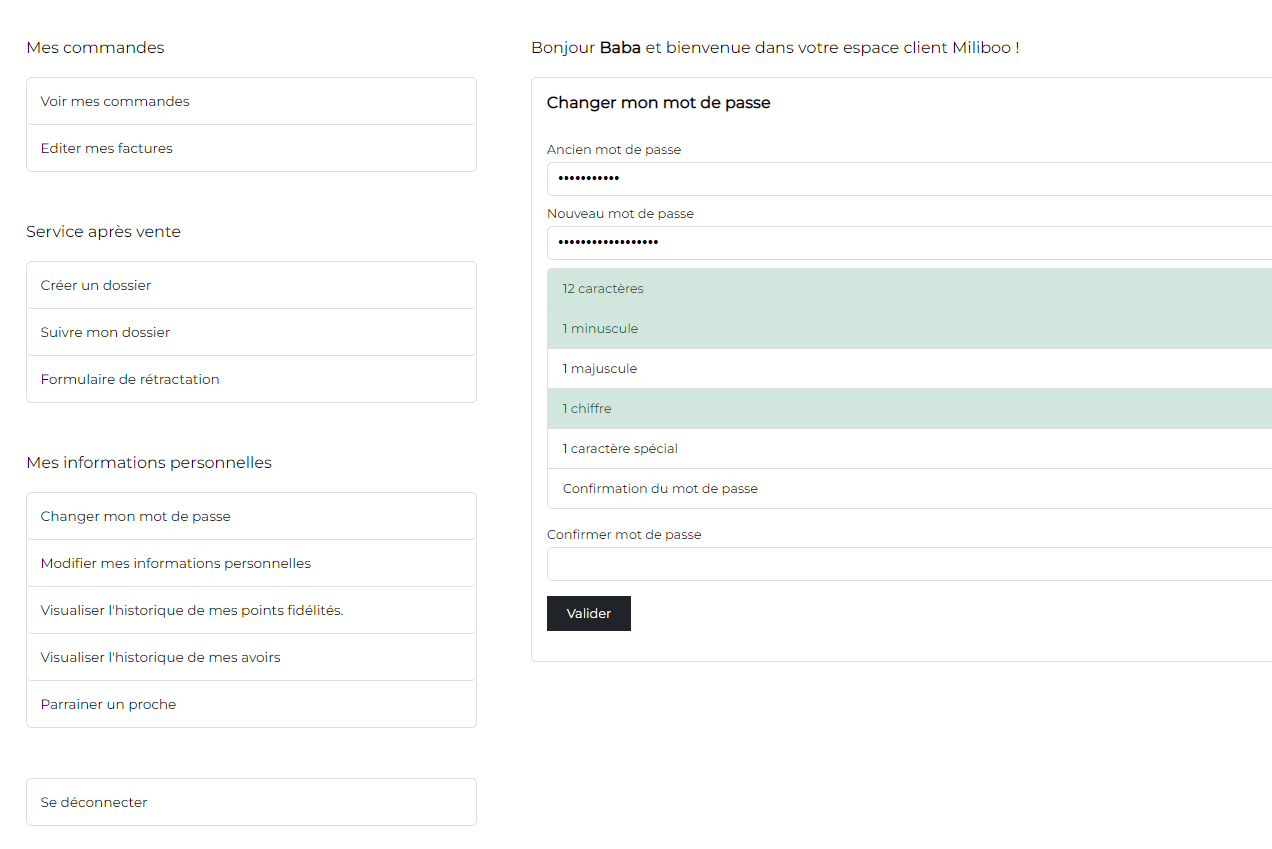 Mes commandes
Voir mes commandes
Editer mes factures
Service après vente
Créer un dossier
Suivre mon dossier
Formulaire de rétractation
Mes informations personnelles
Changer mon mot de passe
Modifier mes informations personnelles
Visualiser l'historique de mes points fidélités.
Visualiser l'historique de mes avoirs
Parrainer un proche
Se déconnecter
Bonjour Baba et bienvenue dans votre espace client Miliboo !
Changer mon mot de passe
Ancien mot de passe
•••••••••••
Nouveau mot de passe
••••••••••••••••••
12 caractères
1 minuscule
1 majuscule
1 chiffre
1 caractère spécial
Confirmation du mot de passe
Confirmer mot de passe
Valider